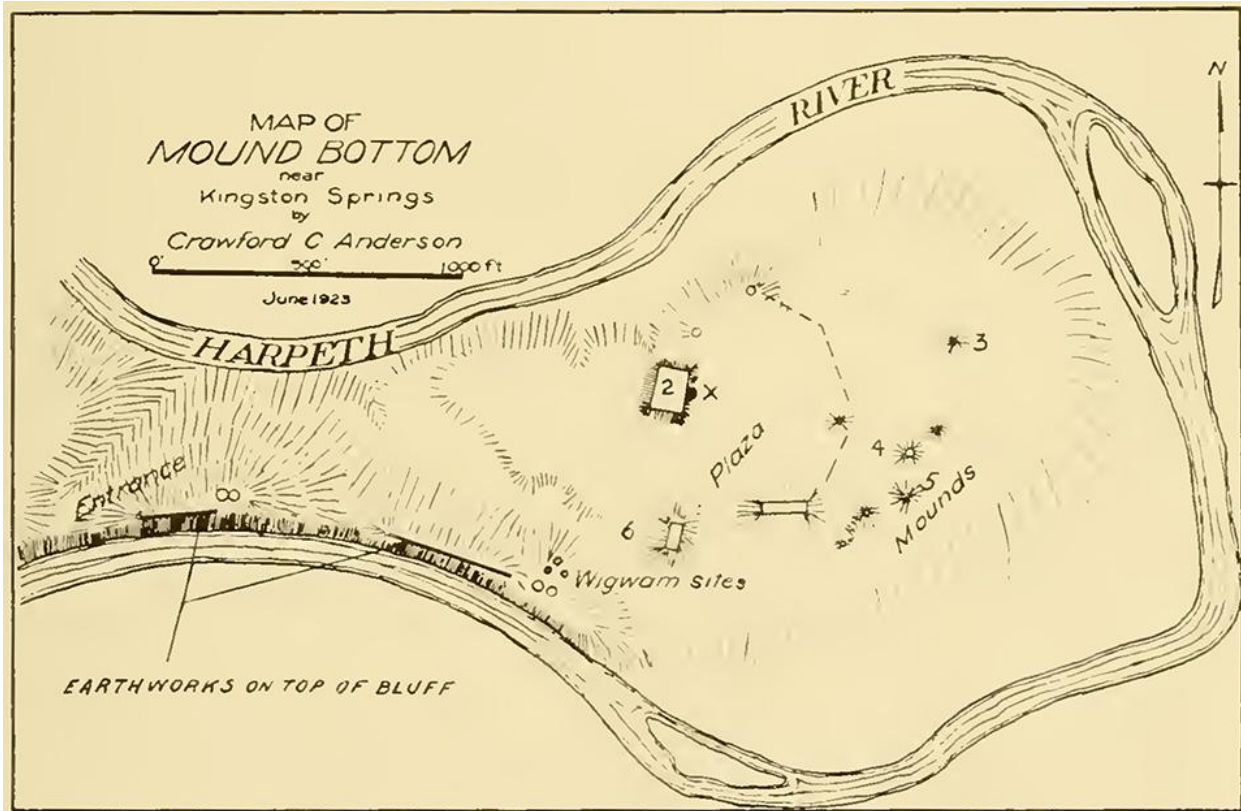 MAP OF
MOUND BOTTOM
near
Kingston Springs
by
Crawford C Anderson
0' 500' 1000 ft
June 1923
HARPETH
RIVER
N
3
2
X
Plaza
4
5
Mounds
6
Entrance
Wigwam Sites
EARTHWORKS ON TOP OF BLUFF